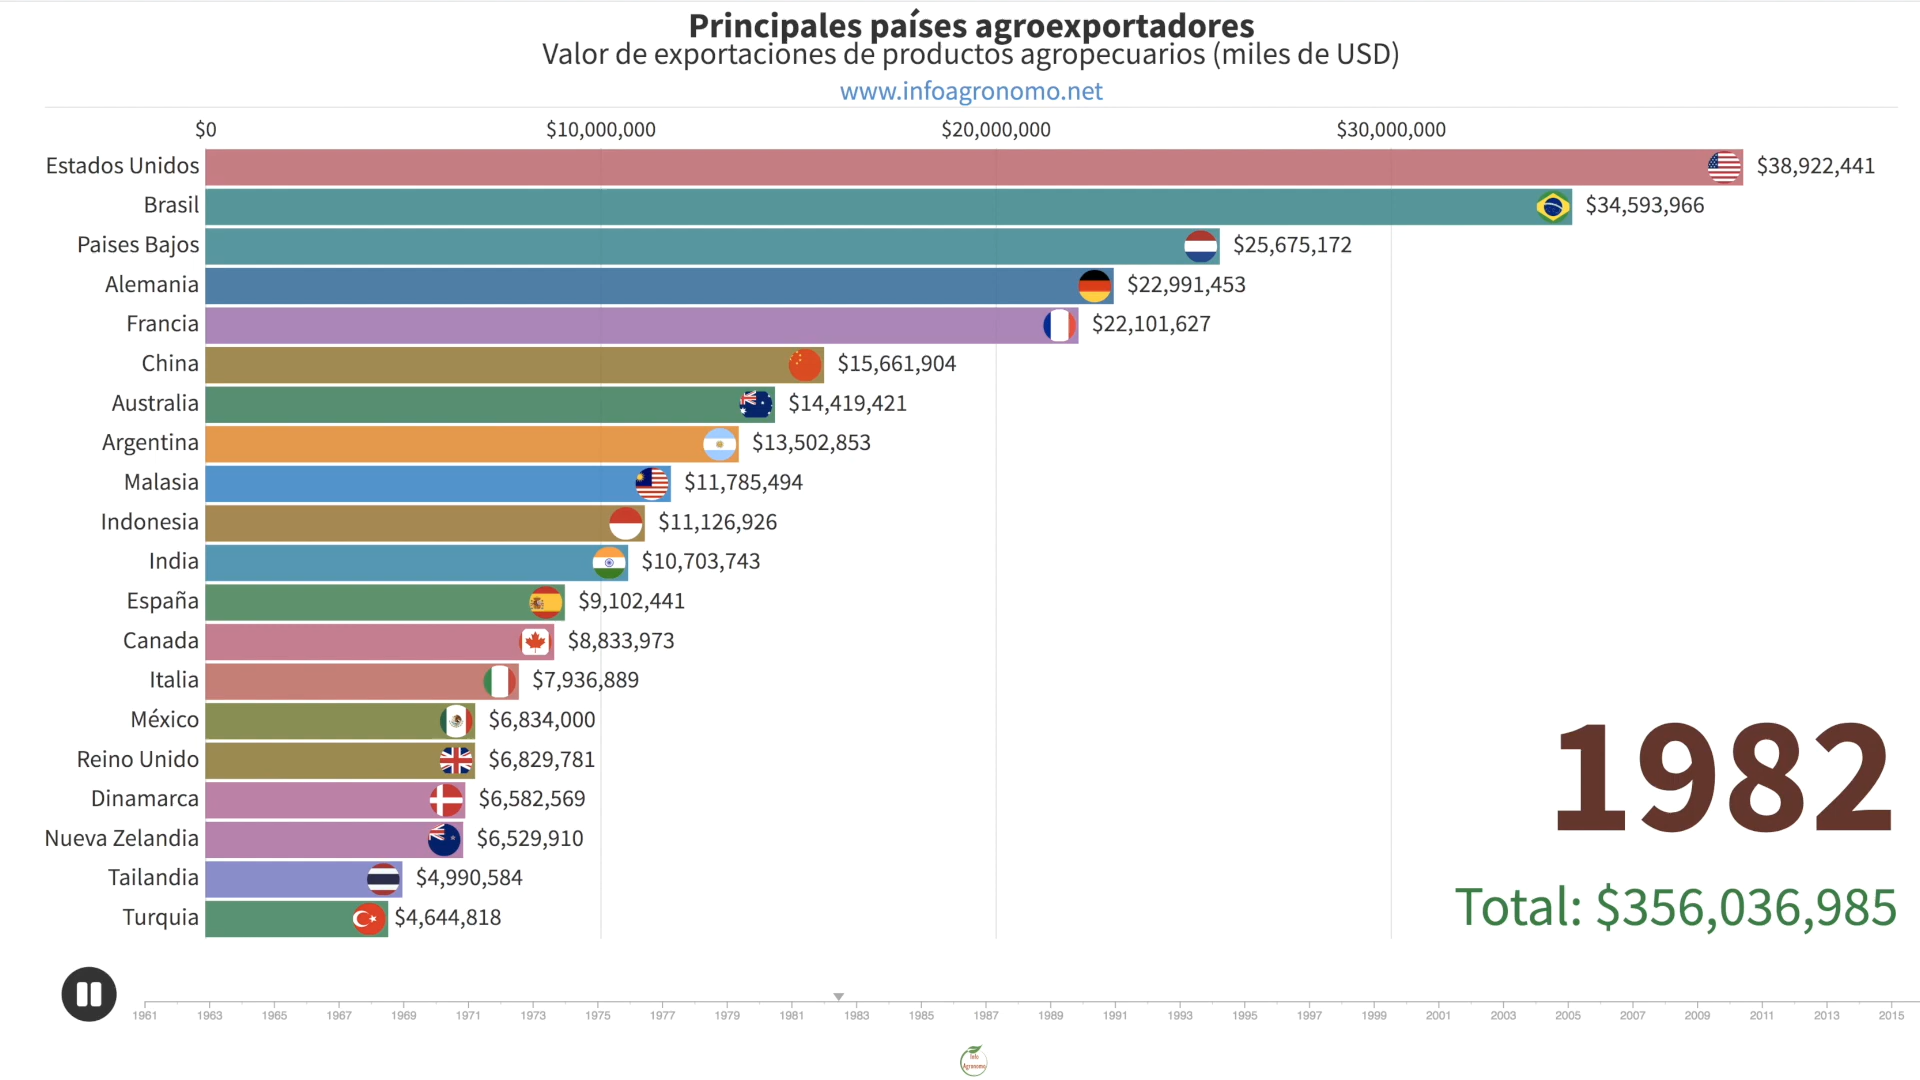 Principales países agroexportadores
Valor de exportaciones de productos agropecuarios (miles de USD)
www.infoagronomo.net
$0 $10,000,000 $20,000,000 $30,000,000
Estados Unidos $38,922,441
Brasil $34,593,966
Paises Bajos $25,675,172
Alemania $22,991,453
Francia $22,101,627
China $15,661,904
Australia $14,419,421
Argentina $13,502,853
Malasia $11,785,494
Indonesia $11,126,926
India $10,703,743
España $9,102,441
Canada $8,833,973
Italia $7,936,889
México $6,834,000
Reino Unido $6,829,781
Dinamarca $6,582,569
Nueva Zelandia $6,529,910
Tailandia $4,990,584
Turquia $4,644,818
1982
Total: $356,036,985
1961 1963 1965 1967 1969 1971 1973 1975 1977 1979 1981 1983 1985 1987 1989 1991 1993 1995 1997 1999 2001 2003 2005 2007 2009 2011 2013 2015
Info
Agronomo